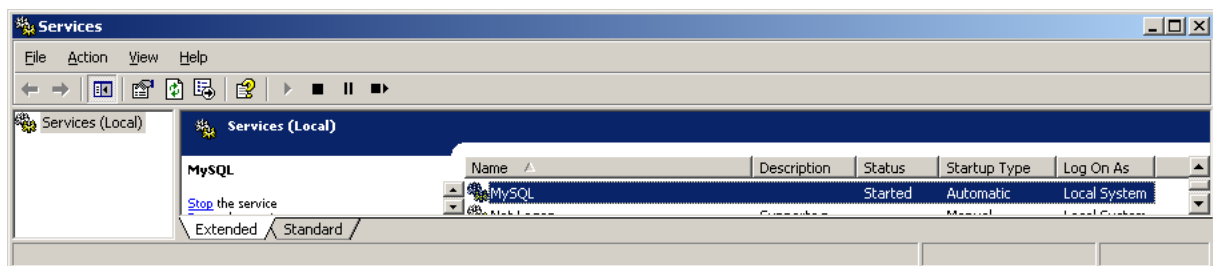 Services
File Action View Help
Services (Local)
Services (Local)
MySQL
Stop the service
Name Description Status Startup Type Log On As
MySQL Started Automatic Local System
Extended Standard